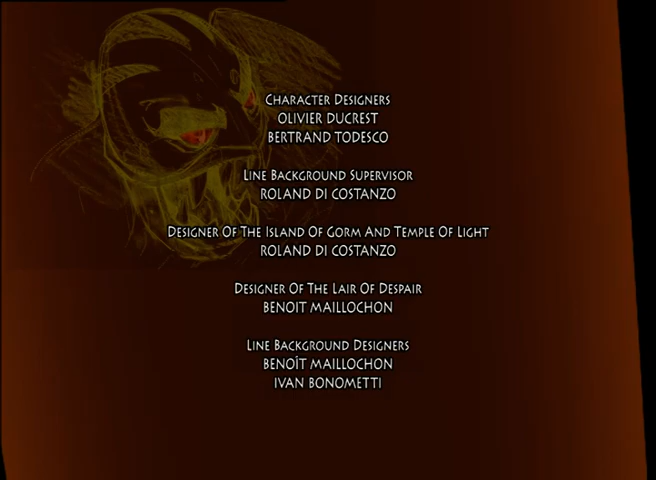 Character Designers
OLIVIER DUCREST
BERTRAND TODESCO
Line Background Supervisor
ROLAND DI COSTANZO
Designer Of The Island Of Gorm And Temple Of Light
ROLAND DI COSTANZO
Designer Of The Lair Of Despair
BENOIT MAILLOCHON
Line Background Designers
BENOÎT MAILLOCHON
IVAN BONOMETTI